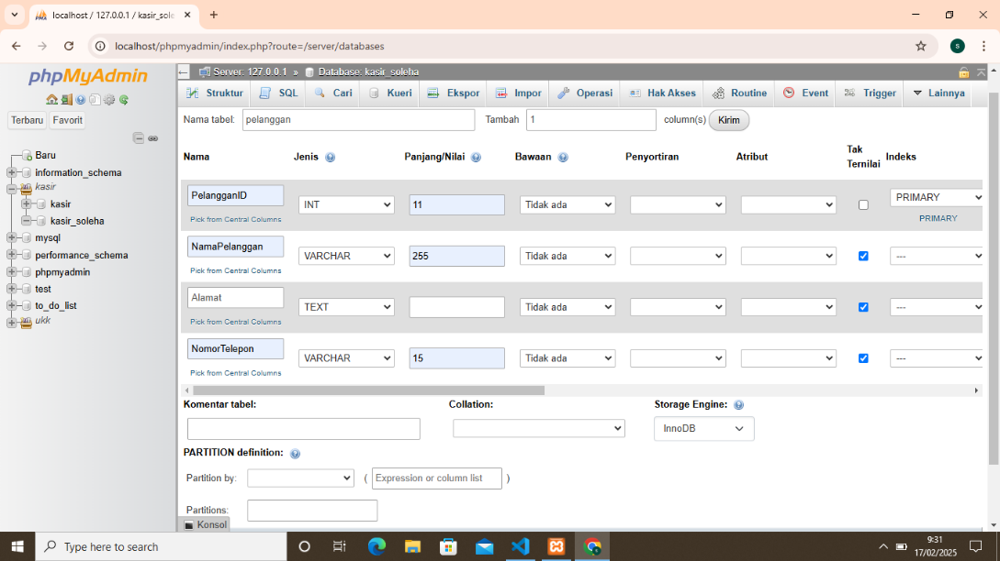 localhost / 127.0.0.1 / kasir_sole
localhost/phpmyadmin/index.php?route=/server/databases
s
phpMyAdmin
Terbaru Favorit
Baru
information_schema
kasir
kasir
kasir_soleha
mysql
performance_schema
phpmyadmin
test
to_do_list
ukk
Server: 127.0.0.1 » Database: kasir_soleha
Struktur SQL Cari Kueri Ekspor Impor Operasi Hak Akses Routine Event Trigger Lainnya
Nama tabel: pelanggan Tambah 1 column(s) Kirim
Nama Jenis Panjang/Nilai Bawaan Penyortiran Atribut Tak Ternilai Indeks
PelangganID INT 11 Tidak ada PRIMARY
Pick from Central Columns PRIMARY
NamaPelanggan VARCHAR 255 Tidak ada ---
Pick from Central Columns
Alamat TEXT Tidak ada ---
Pick from Central Columns
NomorTelepon VARCHAR 15 Tidak ada ---
Pick from Central Columns
Komentar tabel: Collation: Storage Engine:
InnoDB
PARTITION definition:
Partition by: ( Expression or column list )
Partitions:
Konsol
Type here to search
9:31
17/02/2025